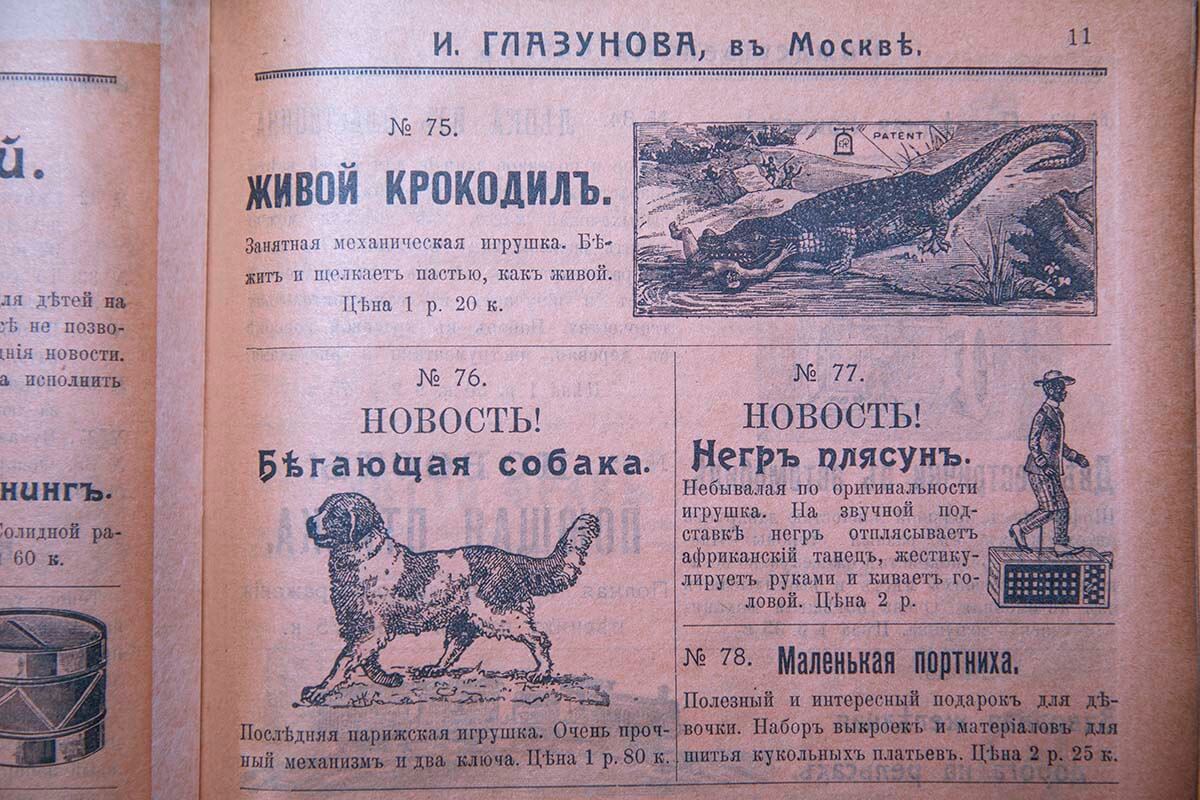 И. ГЛАЗУНОВА, въ Москвѣ.
11
й.
ля дѣтей на
сѣ не позво-
днія новости.
а исполнить
нингъ.
Солидной ра-
60 к.
№ 75.
ЖИВОЙ КРОКОДИЛЪ.
Занятная механическая игрушка. Бѣ-
житъ и щелкаетъ пастью, какъ живой.
Цѣна 1 р. 20 к.
PATENT
№ 76.
НОВОСТЬ!
Бѣгающая собака.
Послѣдняя парижская игрушка. Очень проч-
ный механизмъ и два ключа. Цѣна 1 р. 80 к.
№ 77.
НОВОСТЬ!
Негръ плясунъ.
Небывалая по оригинальности
игрушка. На звучной под-
ставкѣ негръ отплясываетъ
африканскій танецъ, жестику-
лируетъ руками и киваетъ го-
ловой. Цѣна 2 р.
№ 78. Маленькая портниха.
Полезный и интересный подарокъ для дѣ-
вочки. Наборъ выкроекъ и матеріаловъ для
шитья кукольныхъ платьевъ. Цѣна 2 р. 25 к.